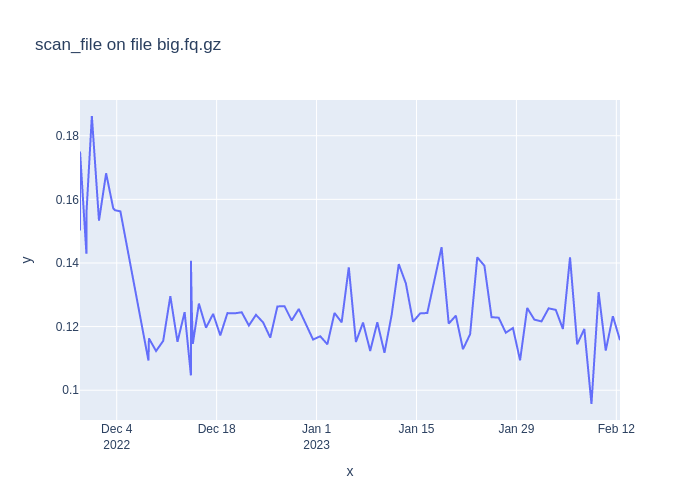 scan_file on file big.fq.gz
0.18
0.16
0.14
0.12
0.1
y
Dec 4
2022
Dec 18
Jan 1
2023
Jan 15
Jan 29
Feb 12
x